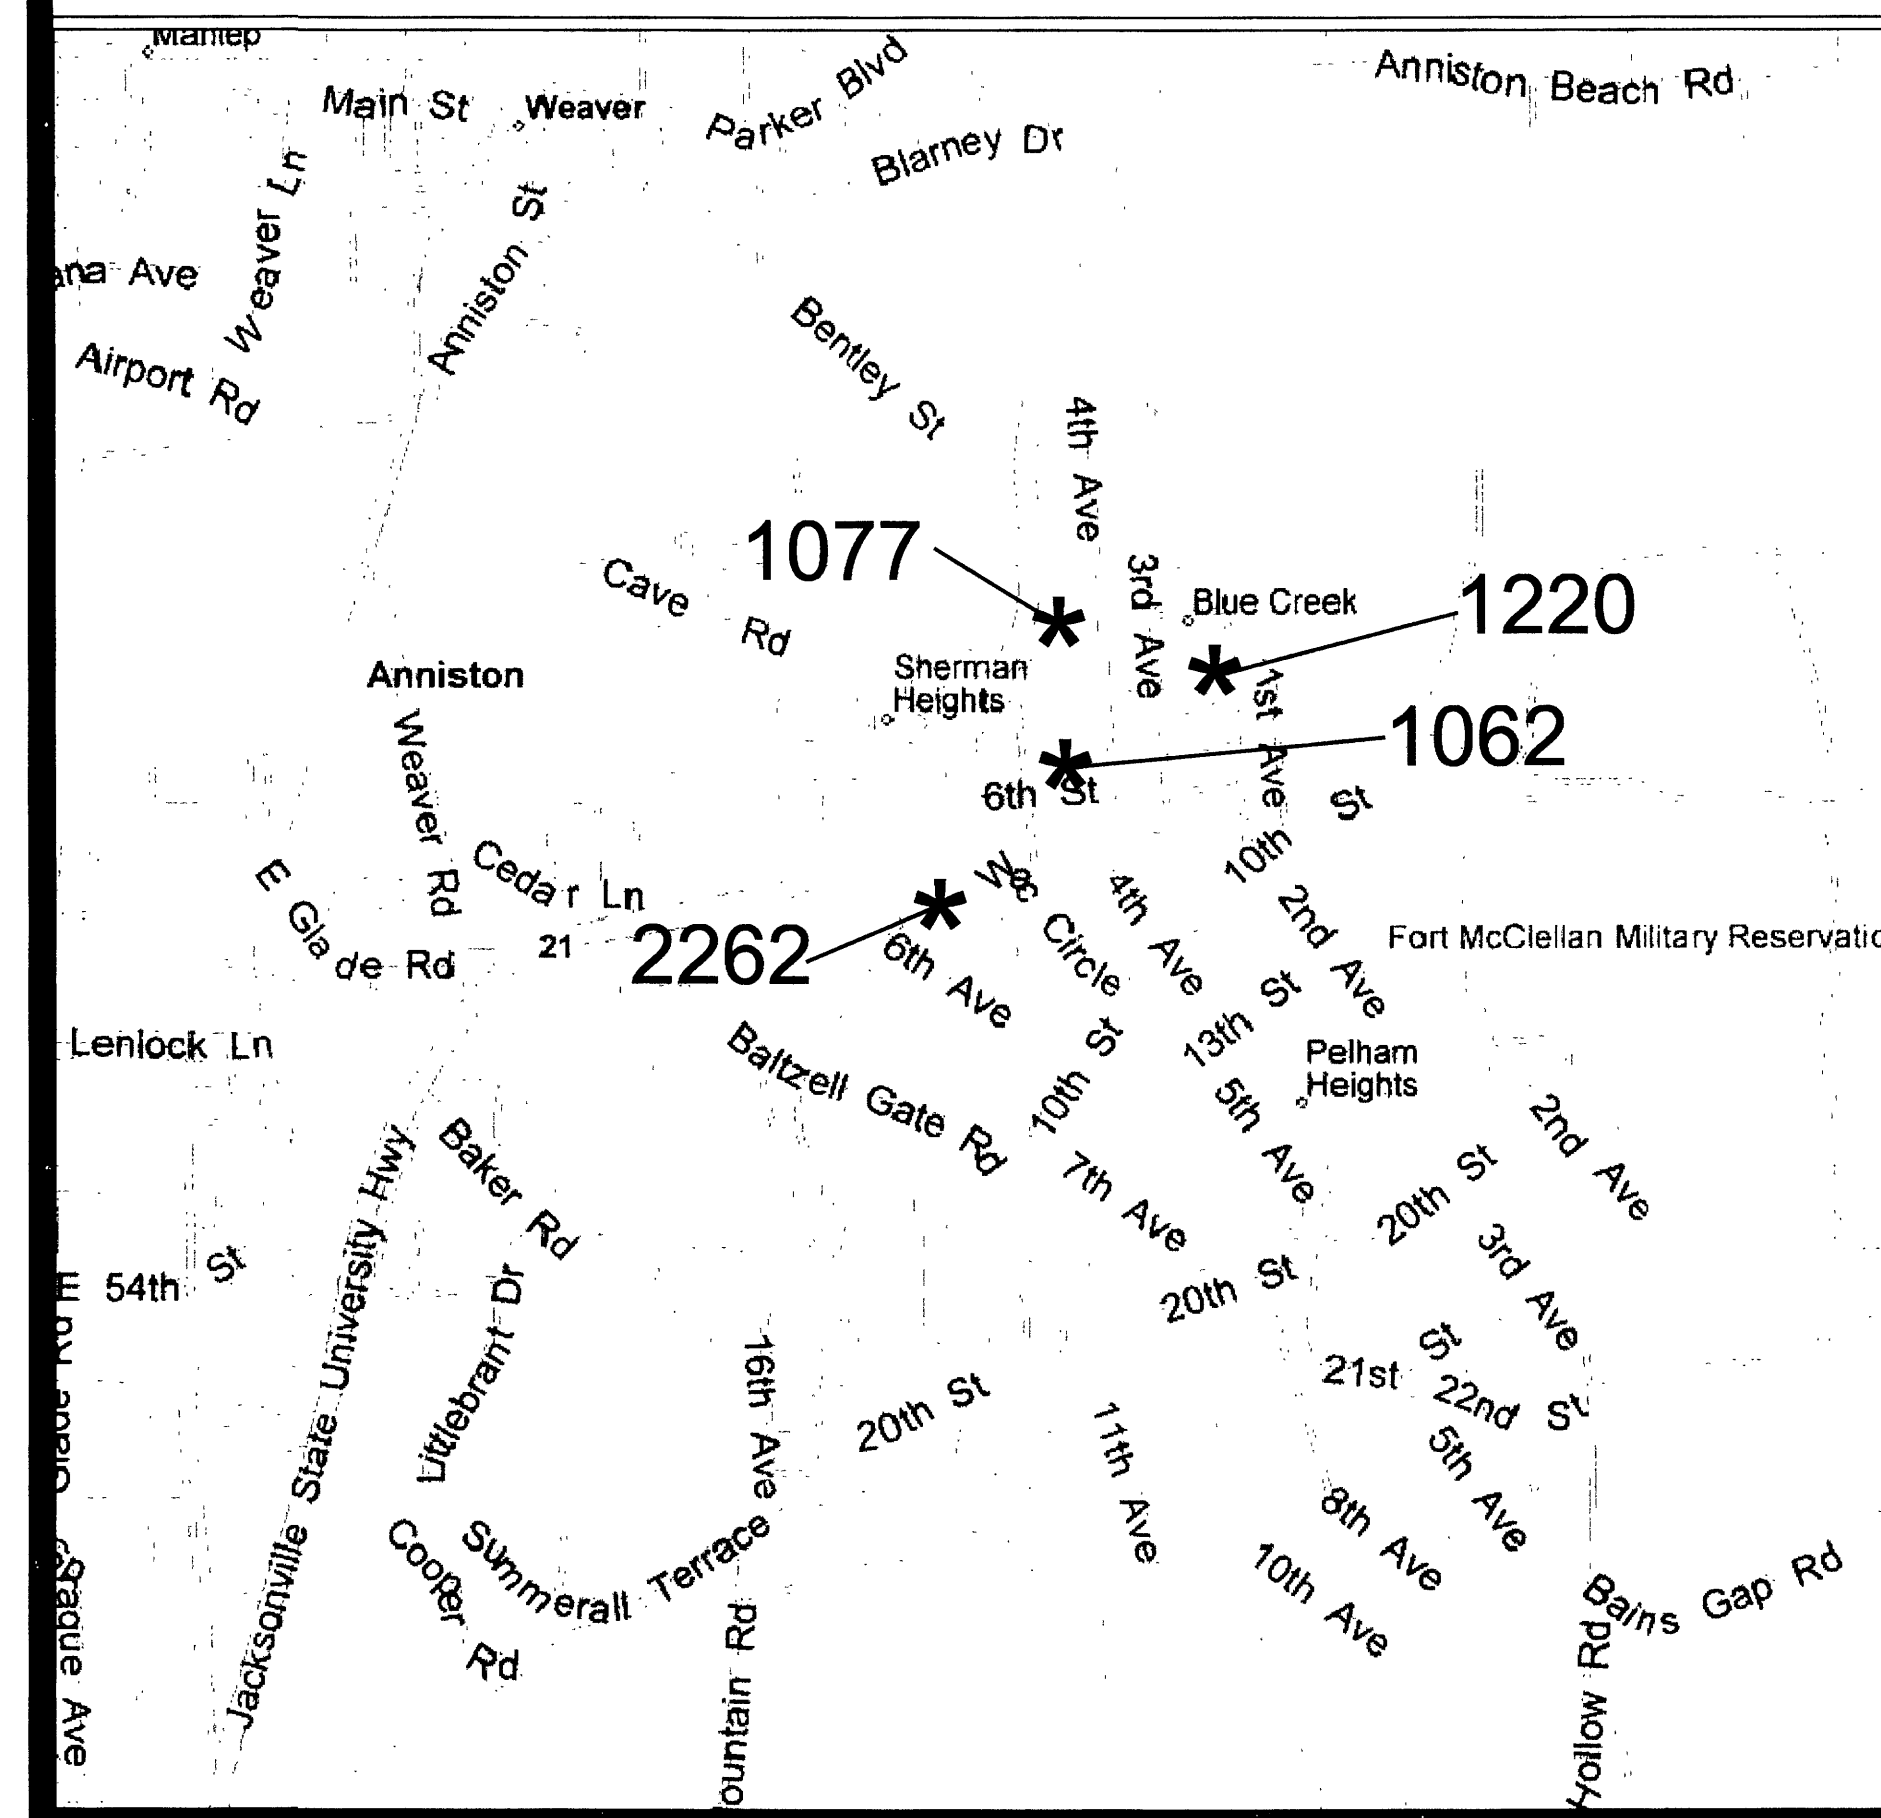 Main St
Weaver
Parker Blvd
Blarney Dr
Anniston Beach Rd
Weaver Ln
Anniston St
Ave
Airport Rd
Bentley St
4th Ave
1077
Cave Rd
3rd Ave
Blue Creek
1220
Sherman
Heights
Anniston
1st Ave
1062
Weaver Rd
6th St
10th St
E Glade Rd
Cedar Ln
21
2262
6th Ave
Wac Circle
4th Ave
2nd Ave
Fort McClellan Military
Lenlock Ln
Baltzell Gate Rd
10th St
13th St
Pelham
Heights
5th Ave
2nd Ave
Baker Rd
7th Ave
20th St
3rd Ave
E 54th St
Jacksonville State University Hwy
Littlebrant Dr
20th St
21st St
22nd St
16th Ave
20th St
11th Ave
5th Ave
8th Ave
10th Ave
Cooper Rd
Summerall Terrace
Bains Gap Rd
Ave
Rd
Hollow Rd